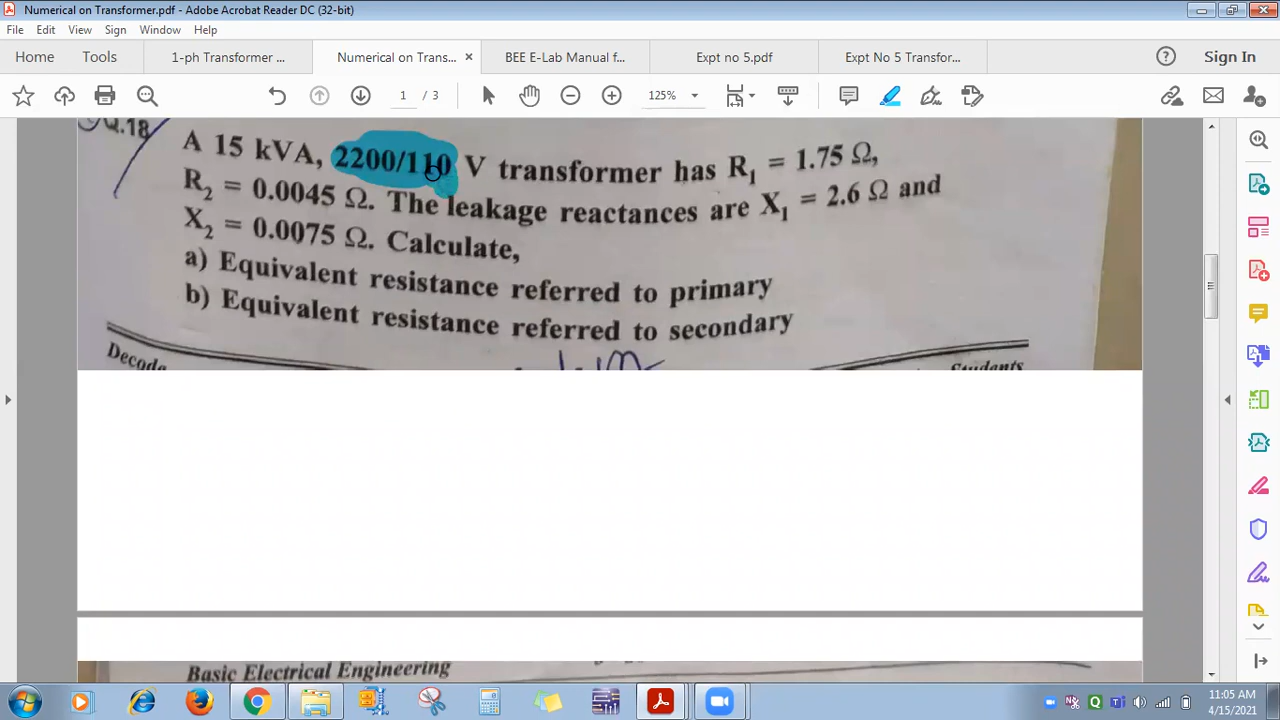 Numerical on Transformer.pdf - Adobe Acrobat Reader DC (32-bit)
File Edit View Sign Window Help
Home Tools 1-ph Transformer ... Numerical on Trans... × BEE E-Lab Manual f... Expt no 5.pdf Expt No 5 Transfor... Sign In
1 / 3 125%
Q.18
A 15 kVA, 2200/110 V transformer has R₁ = 1.75 Ω,
R₂ = 0.0045 Ω. The leakage reactances are X₁ = 2.6 Ω and
X₂ = 0.0075 Ω. Calculate,
a) Equivalent resistance referred to primary
b) Equivalent resistance referred to secondary
Decode Students
Basic Electrical Engineering
11:05 AM
4/15/2021